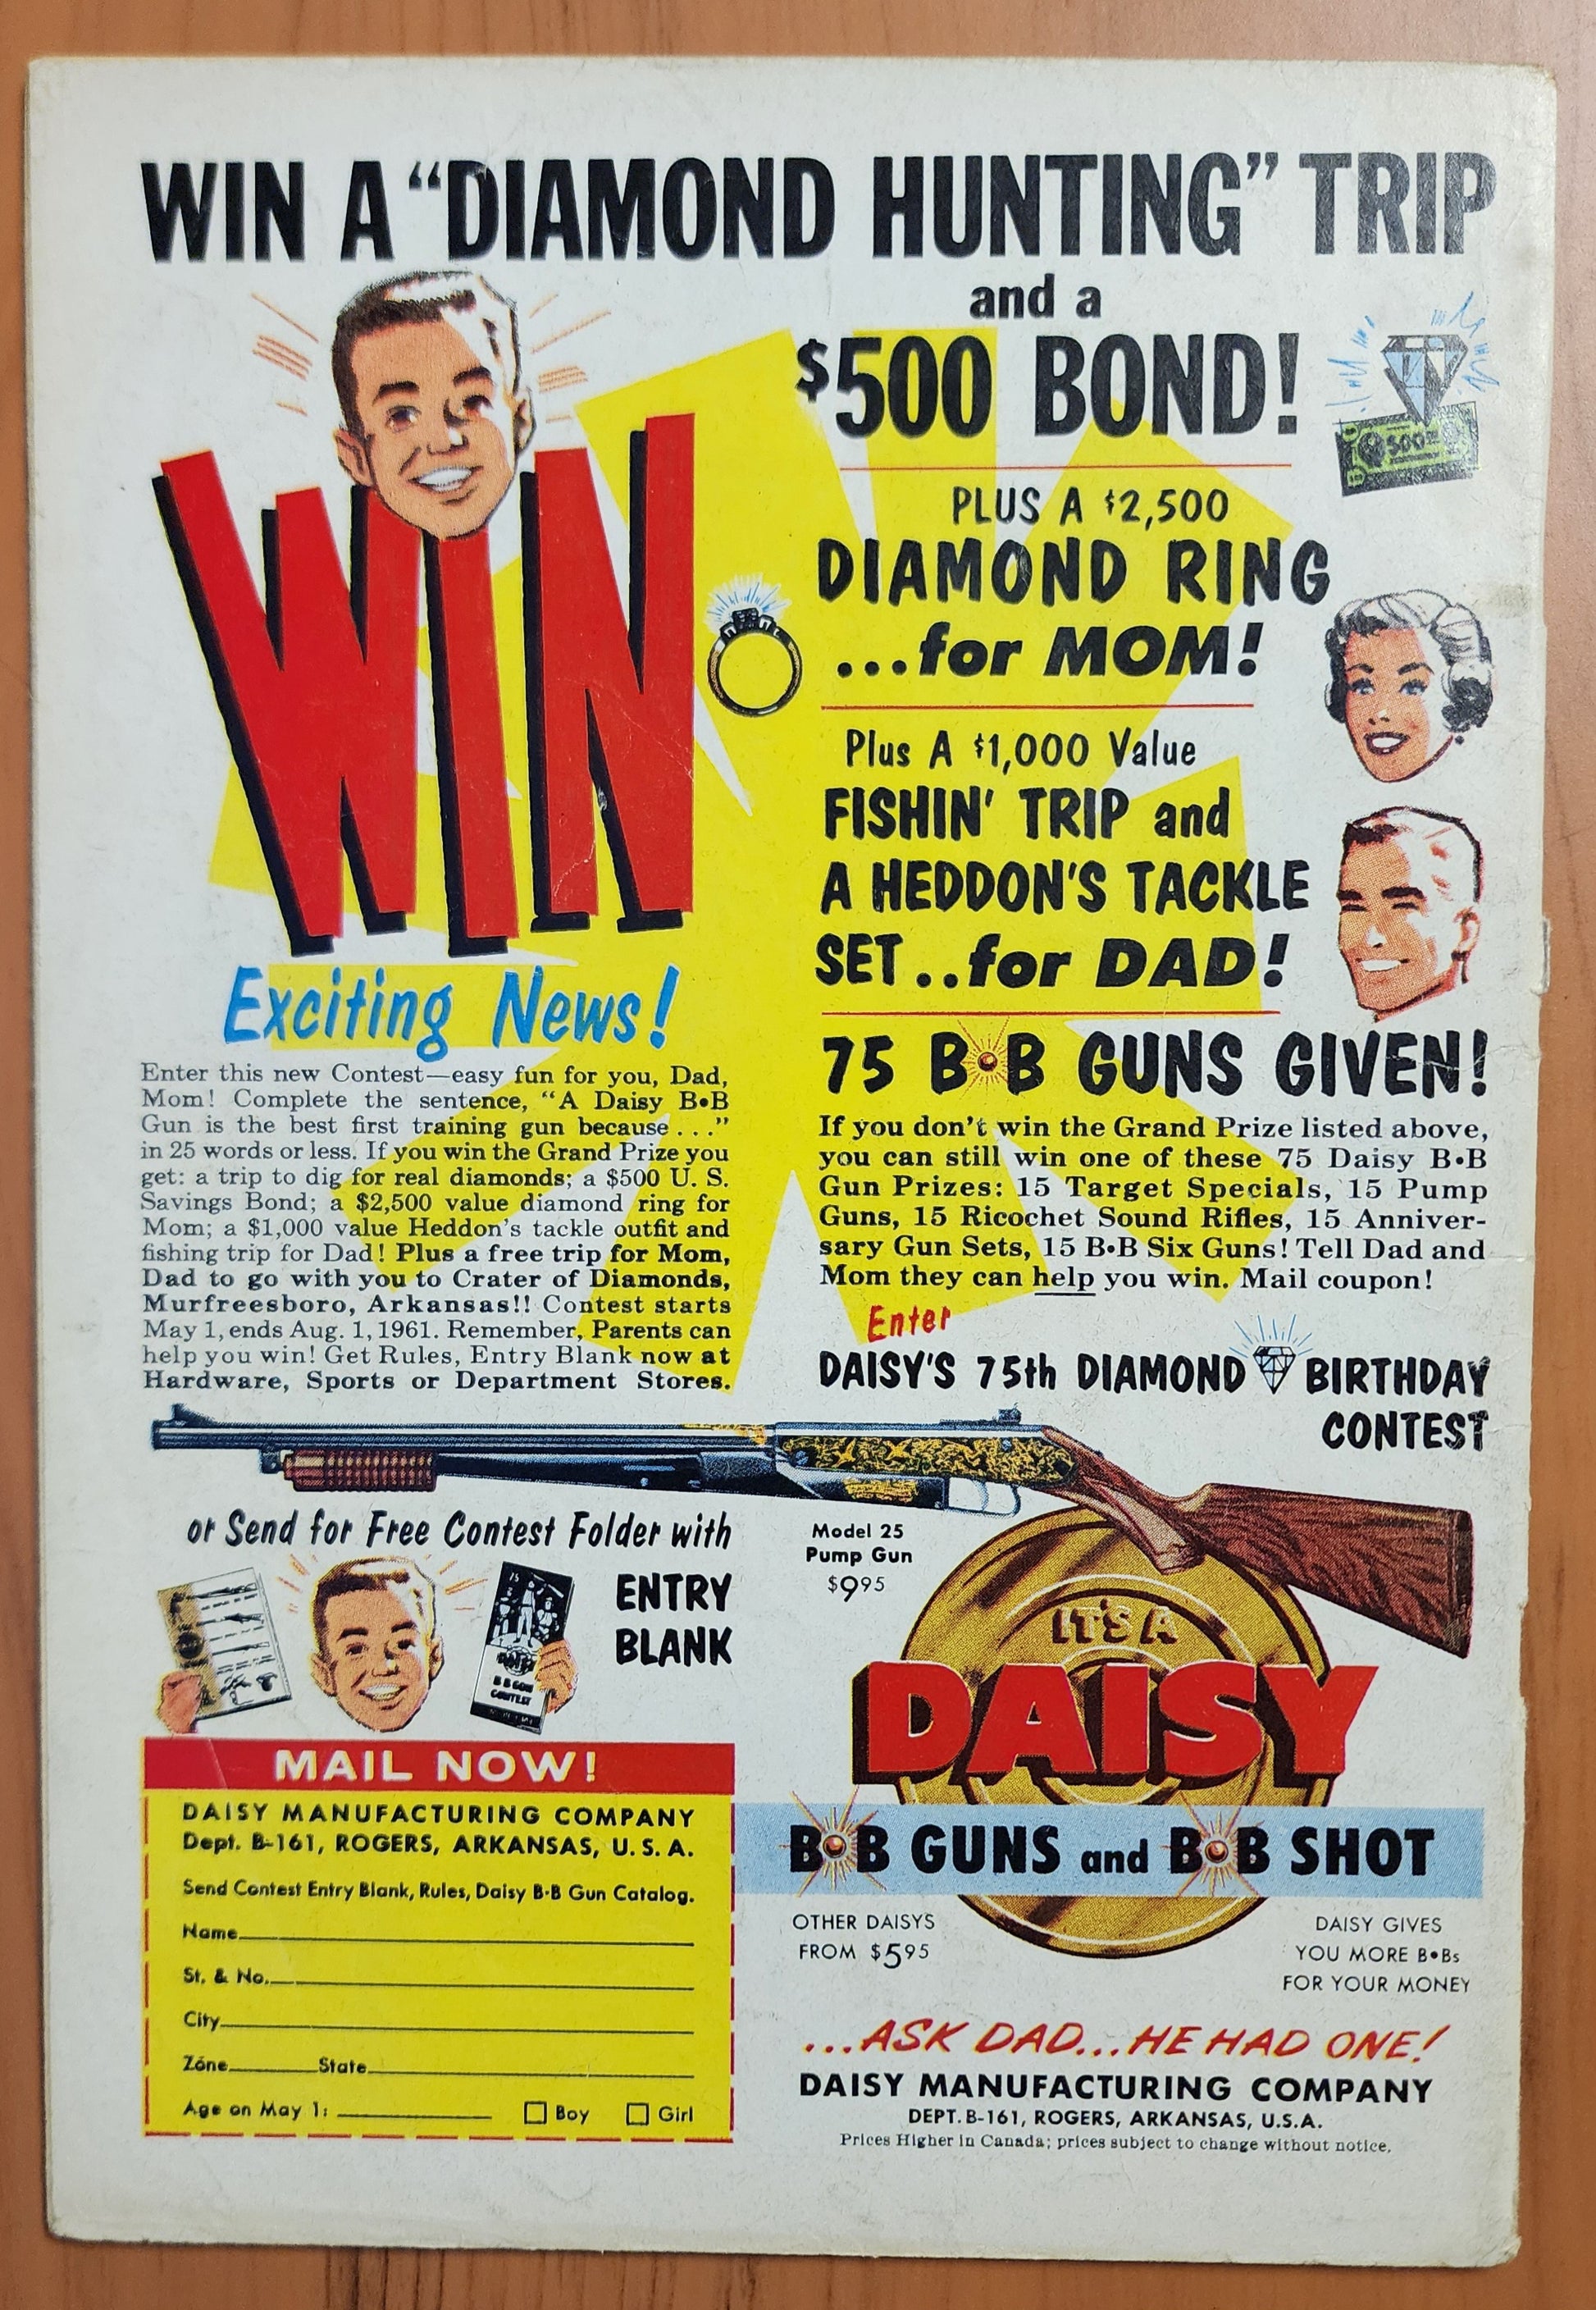 WIN A “DIAMOND HUNTING” TRIP
and a
$500 BOND!
500
PLUS A $2,500
DIAMOND RING
...for MOM!
Plus A $1,000 Value
FISHIN' TRIP and
A HEDDON'S TACKLE
SET..for DAD!
WIN
Exciting News!
Enter this new Contest—easy fun for you, Dad,
Mom! Complete the sentence, “A Daisy B•B
Gun is the best first training gun because . . .”
in 25 words or less. If you win the Grand Prize you
get: a trip to dig for real diamonds; a $500 U. S.
Savings Bond; a $2,500 value diamond ring for
Mom; a $1,000 value Heddon's tackle outfit and
fishing trip for Dad! Plus a free trip for Mom,
Dad to go with you to Crater of Diamonds,
Murfreesboro, Arkansas!! Contest starts
May 1, ends Aug. 1, 1961. Remember, Parents can
help you win! Get Rules, Entry Blank now at
Hardware, Sports or Department Stores.
75 B•B GUNS GIVEN!
If you don't win the Grand Prize listed above,
you can still win one of these 75 Daisy B•B
Gun Prizes: 15 Target Specials, 15 Pump
Guns, 15 Ricochet Sound Rifles, 15 Anniver-
sary Gun Sets, 15 B•B Six Guns! Tell Dad and
Mom they can help you win. Mail coupon!
Enter
DAISY'S 75th DIAMOND BIRTHDAY
CONTEST
or Send for Free Contest Folder with
ENTRY
BLANK
75
DAISY
B B GUN
CONTEST
Model 25
Pump Gun
$9.95
IT'S A
DAISY
B•B GUNS and B•B SHOT
OTHER DAISYS
FROM $5.95
DAISY GIVES
YOU MORE B•Bs
FOR YOUR MONEY
...ASK DAD...HE HAD ONE!
DAISY MANUFACTURING COMPANY
DEPT. B-161, ROGERS, ARKANSAS, U.S.A.
Prices Higher in Canada; prices subject to change without notice.
MAIL NOW!
DAISY MANUFACTURING COMPANY
Dept. B-161, ROGERS, ARKANSAS, U. S. A.
Send Contest Entry Blank, Rules, Daisy B•B Gun Catalog.
Name
St. & No.
City
Zone State
Age on May 1: Boy Girl